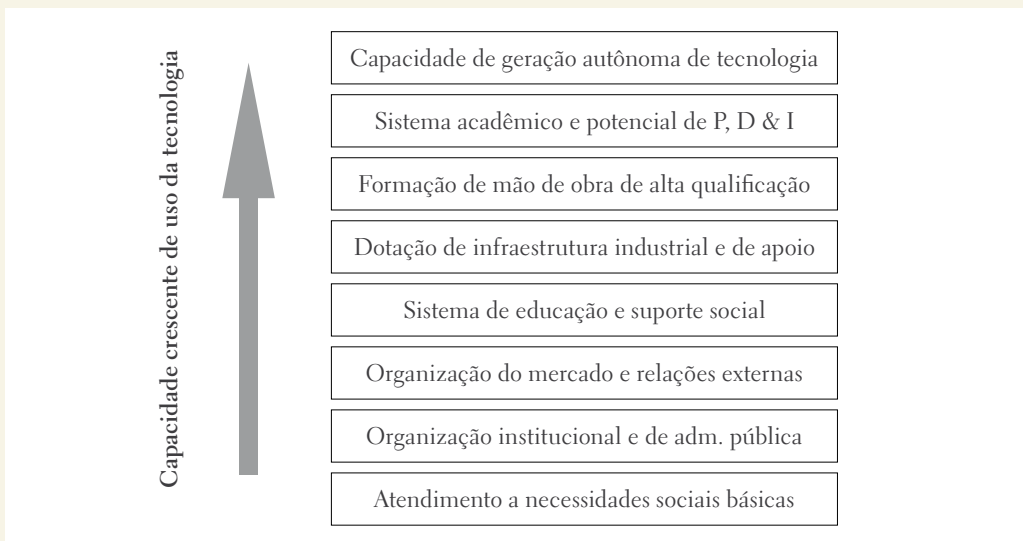 Capacidade crescente de uso da tecnologia
Capacidade de geração autônoma de tecnologia
Sistema acadêmico e potencial de P, D & I
Formação de mão de obra de alta qualificação
Dotação de infraestrutura industrial e de apoio
Sistema de educação e suporte social
Organização do mercado e relações externas
Organização institucional e de adm. pública
Atendimento a necessidades sociais básicas